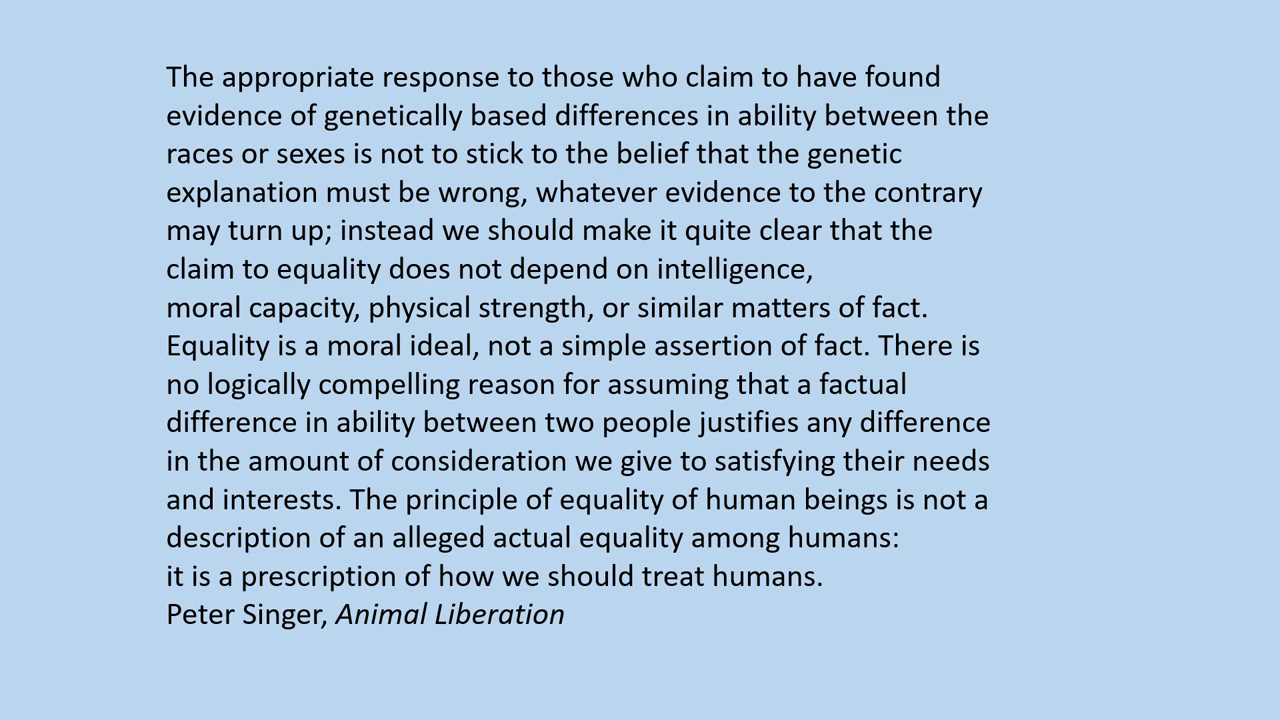 The appropriate response to those who claim to have found
evidence of genetically based differences in ability between the
races or sexes is not to stick to the belief that the genetic
explanation must be wrong, whatever evidence to the contrary
may turn up; instead we should make it quite clear that the
claim to equality does not depend on intelligence,
moral capacity, physical strength, or similar matters of fact.
Equality is a moral ideal, not a simple assertion of fact. There is
no logically compelling reason for assuming that a factual
difference in ability between two people justifies any difference
in the amount of consideration we give to satisfying their needs
and interests. The principle of equality of human beings is not a
description of an alleged actual equality among humans:
it is a prescription of how we should treat humans.
Peter Singer, Animal Liberation